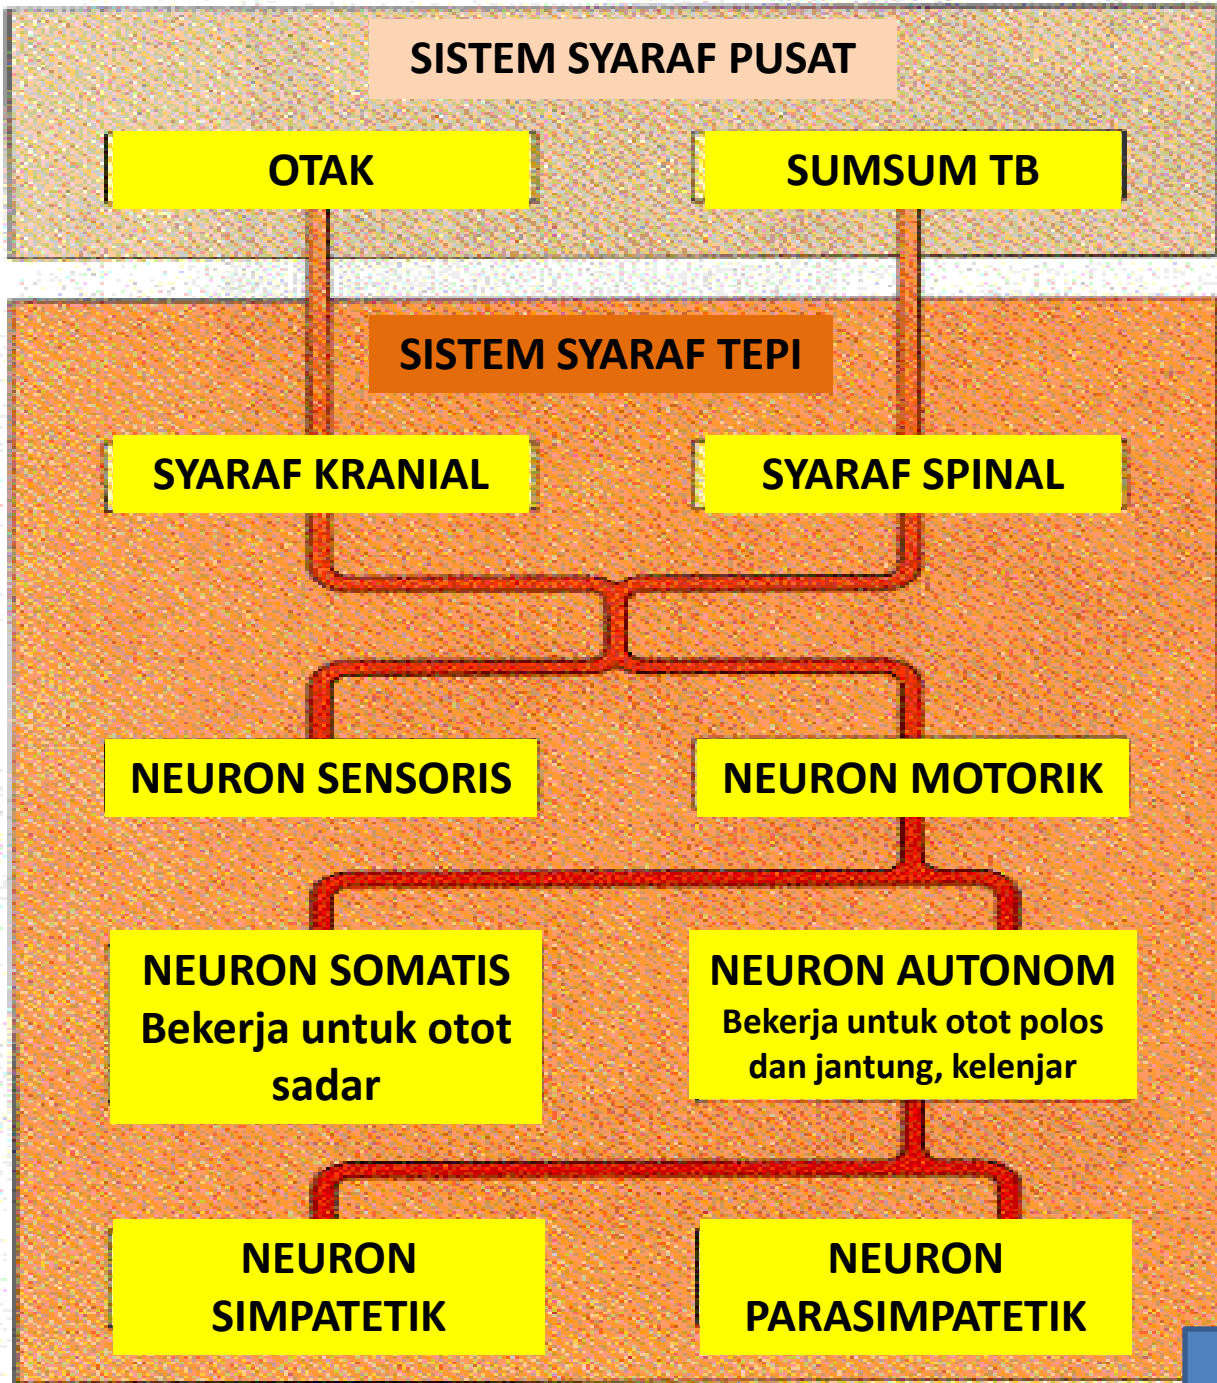 SISTEM SYARAF PUSAT
OTAK
SUMSUM TB
SISTEM SYARAF TEPI
SYARAF KRANIAL
SYARAF SPINAL
NEURON SENSORIS
NEURON MOTORIK
NEURON SOMATIS
Bekerja untuk otot
sadar
NEURON AUTONOM
Bekerja untuk otot polos
dan jantung, kelenjar
NEURON
SIMPATETIK
NEURON
PARASIMPATETIK